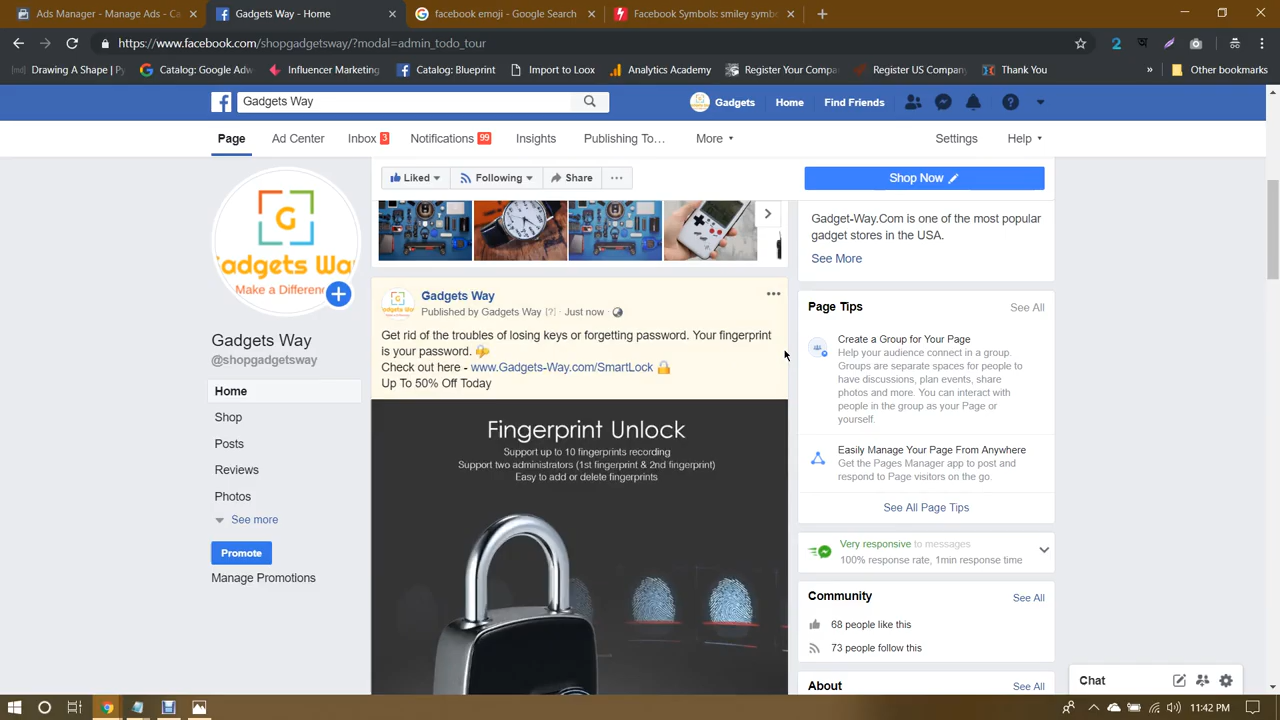 Ads Manager - Manage Ads - Ca
Gadgets Way - Home
facebook emoji - Google Search
Facebook Symbols: smiley symbo
https://www.facebook.com/shopgadgetsway/?modal=admin_todo_tour
Drawing A Shape | Py
Catalog: Google Adw
Influencer Marketing
Catalog: Blueprint
Import to Loox
Analytics Academy
Register Your Compa
Register US Company
Thank You
Other bookmarks
Gadgets Way
Gadgets
Home
Find Friends
Page
Ad Center
Inbox 3
Notifications 99
Insights
Publishing To…
More
Settings
Help
Liked
Following
Share
Shop Now
G
Gadgets Way
Make a Difference
Gadgets Way
@shopgadgetsway
Home
Shop
Posts
Reviews
Photos
See more
Promote
Manage Promotions
Gadgets Way
Published by Gadgets Way [?] · Just now ·
Get rid of the troubles of losing keys or forgetting password. Your fingerprint
is your password.
Check out here - www.Gadgets-Way.com/SmartLock
Up To 50% Off Today
Fingerprint Unlock
Support up to 10 fingerprints recording
Support two administrators (1st fingerprint & 2nd fingerprint)
Easy to add or delete fingerprints
Gadget-Way.Com is one of the most popular
gadget stores in the USA.
See More
Page Tips
See All
Create a Group for Your Page
Help your audience connect in a group.
Groups are separate spaces for people to
have discussions, plan events, share
photos and more. You can interact with
people in the group as your Page or
yourself.
Easily Manage Your Page From Anywhere
Get the Pages Manager app to post and
respond to Page visitors on the go.
See All Page Tips
Very responsive to messages
100% response rate, 1min response time
Community
See All
68 people like this
73 people follow this
About
See All
Chat
11:42 PM